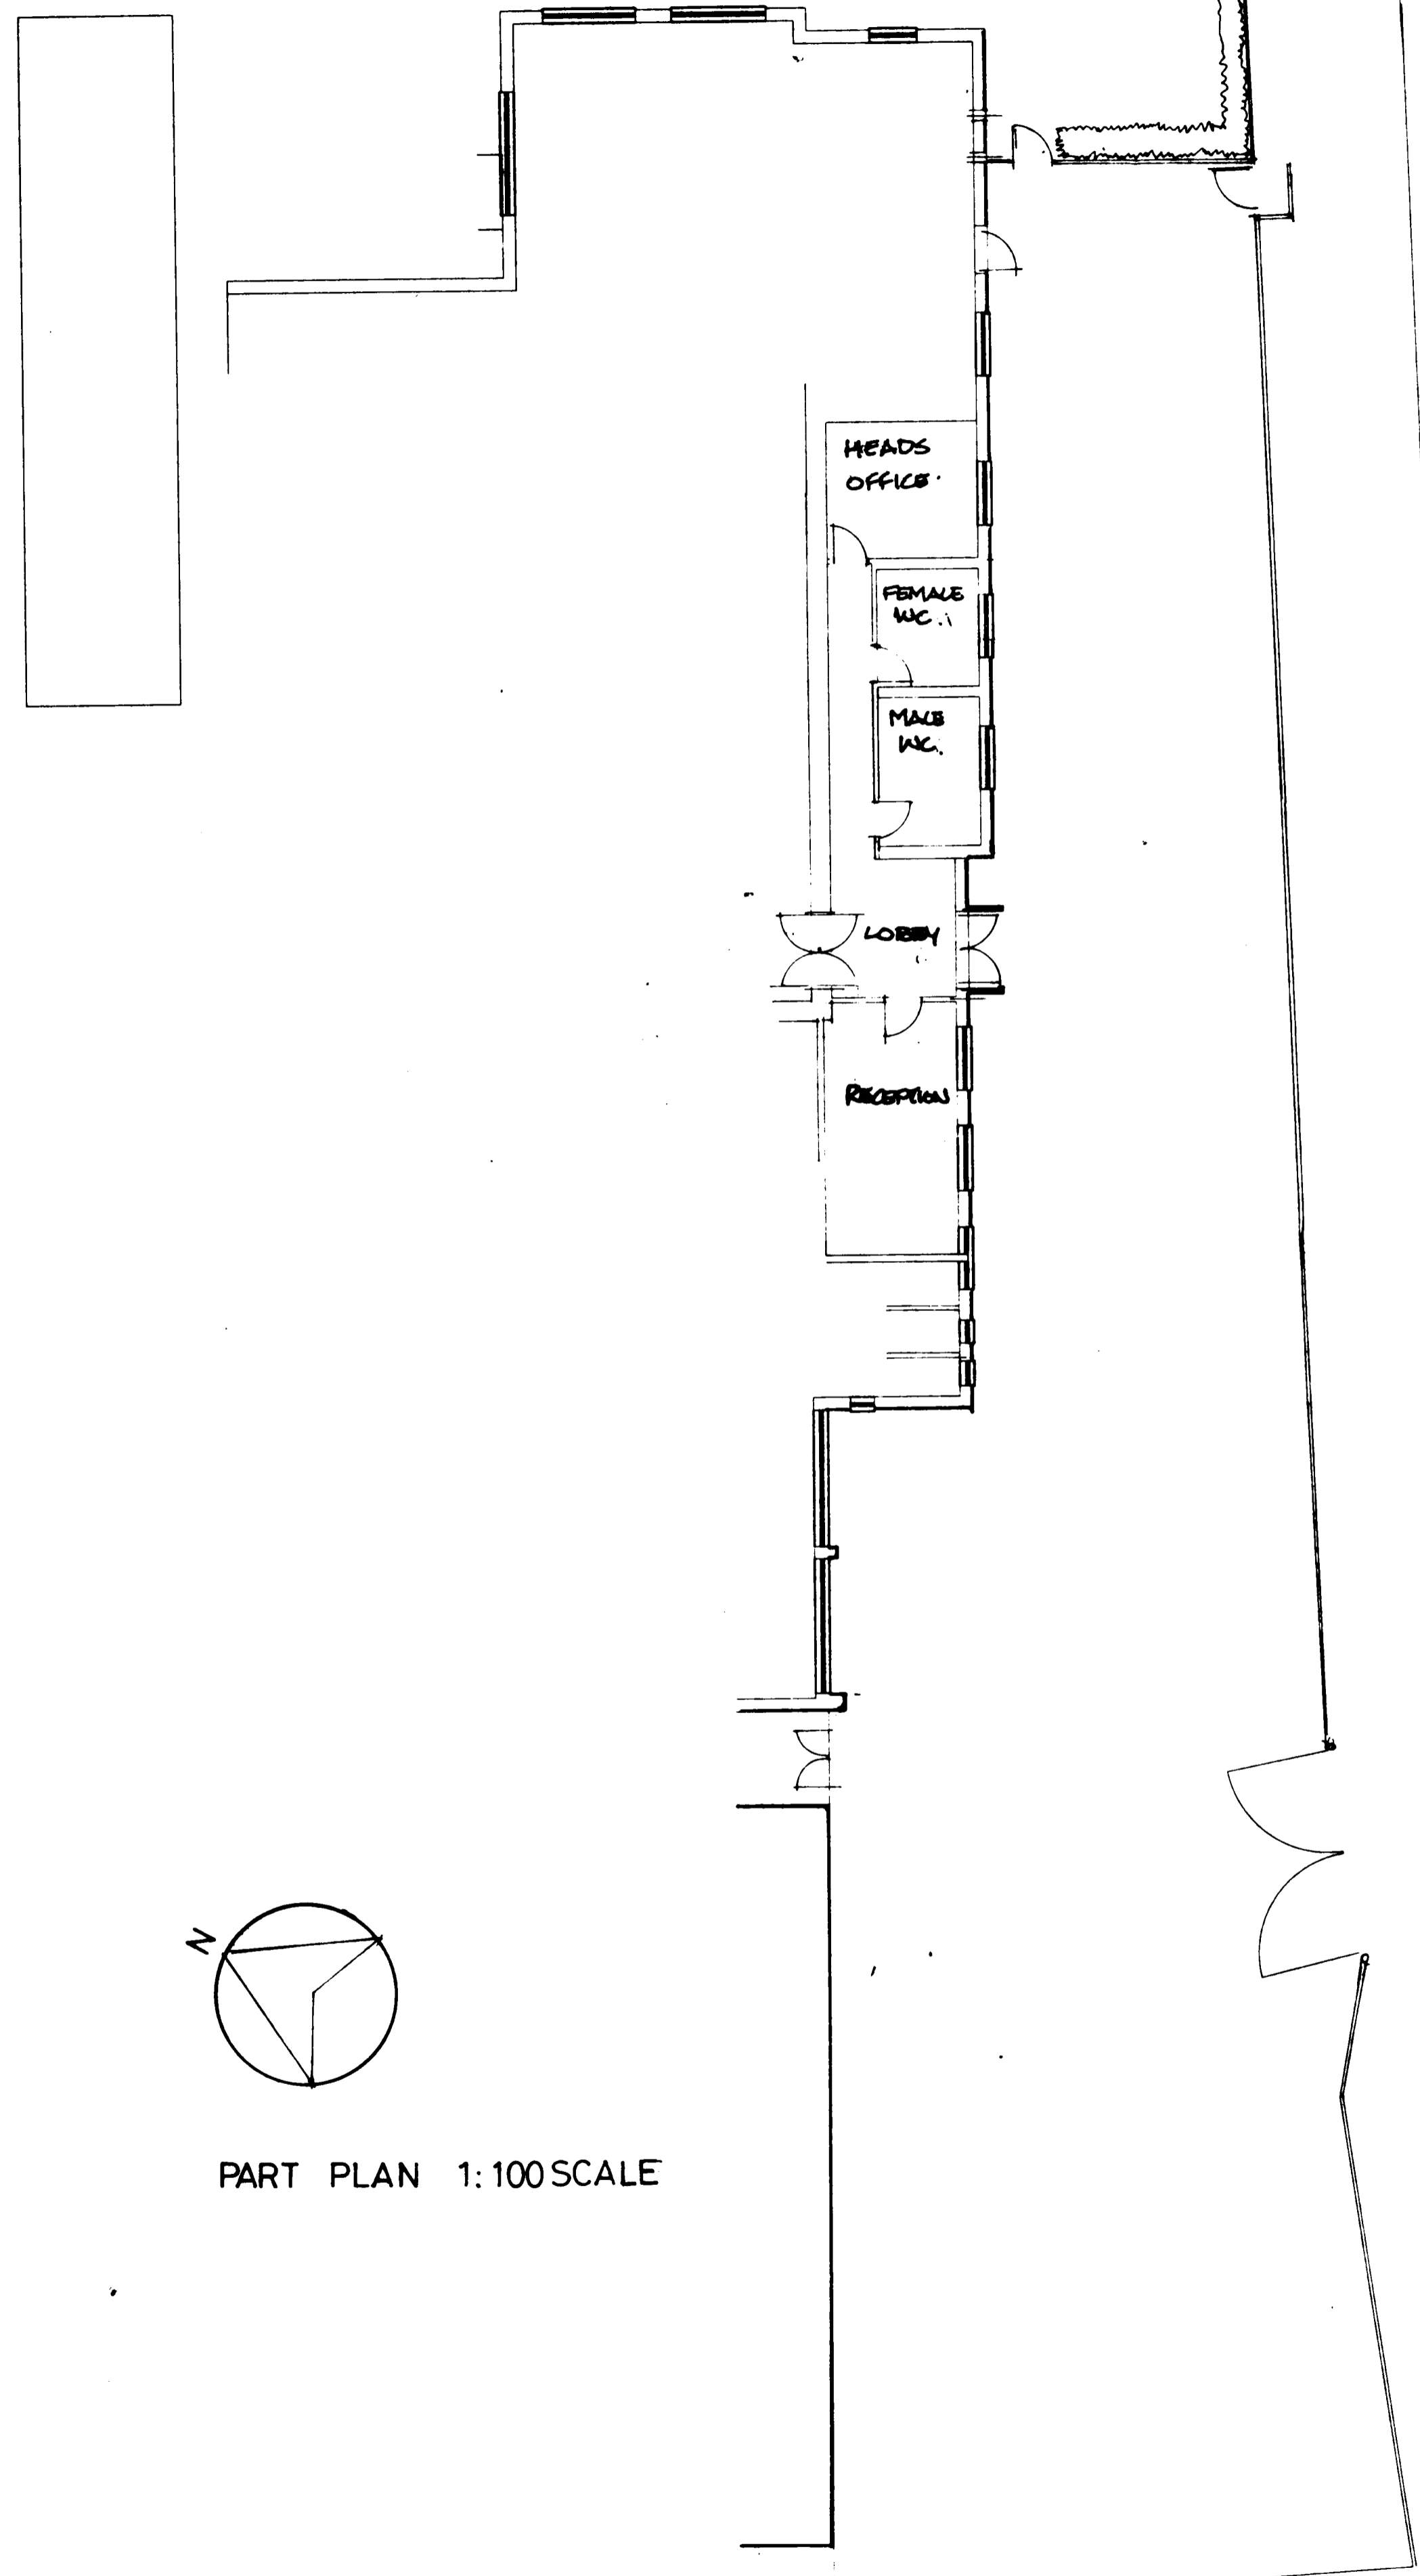 HEADS
OFFICE.
FEMALE
WC.
MALE
WC.
LOBBY
RECEPTION
N
PART PLAN 1:100 SCALE